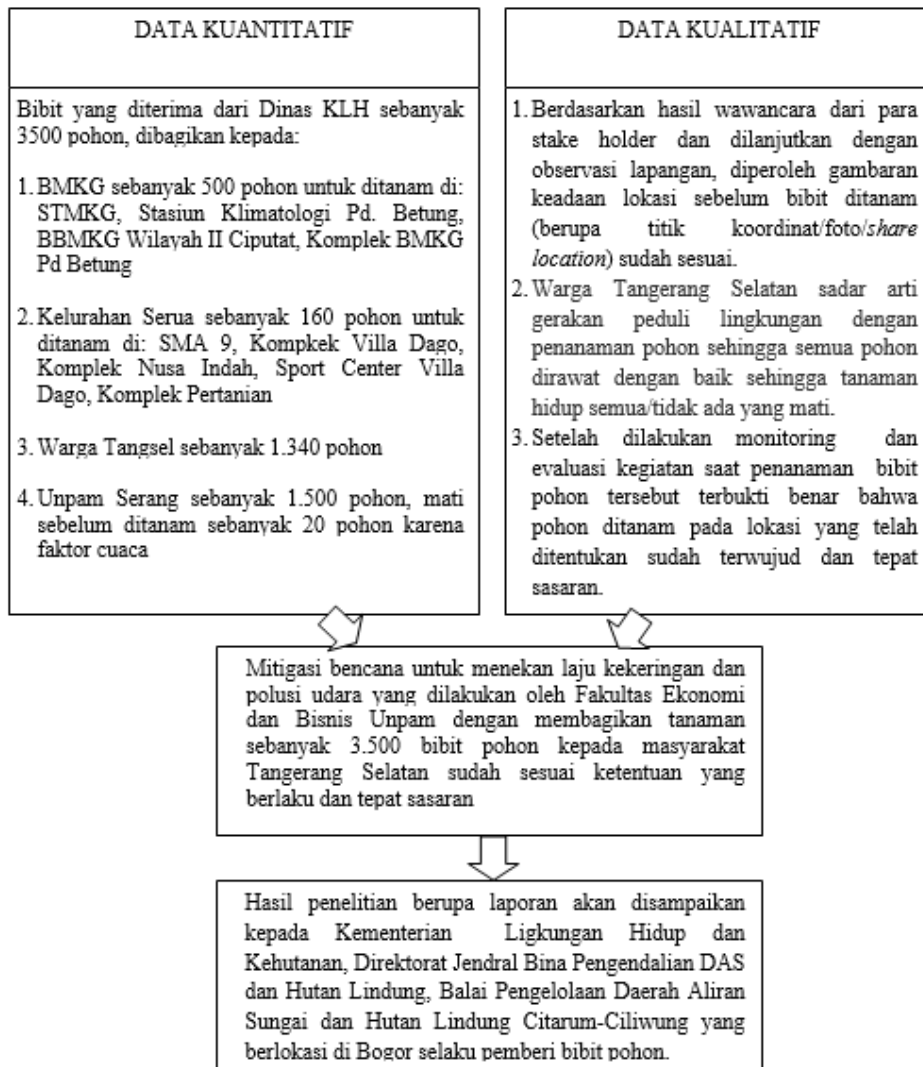 DATA KUANTITATIF
Bibit yang diterima dari Dinas KLH sebanyak
3500 pohon, dibagikan kepada:
1. BMKG sebanyak 500 pohon untuk ditanam di:
STMKG, Stasiun Klimatologi Pd. Betung,
BBMKG Wilayah II Ciputat, Komplek BMKG
Pd Betung
2. Kelurahan Serua sebanyak 160 pohon untuk
ditanam di: SMA 9, Kompkek Villa Dago,
Komplek Nusa Indah, Sport Center Villa
Dago, Komplek Pertanian
3. Warga Tangsel sebanyak 1.340 pohon
4. Unpam Serang sebanyak 1.500 pohon, mati
sebelum ditanam sebanyak 20 pohon karena
faktor cuaca
DATA KUALITATIF
1. Berdasarkan hasil wawancara dari para
stake holder dan dilanjutkan dengan
observasi lapangan, diperoleh gambaran
keadaan lokasi sebelum bibit ditanam
(berupa titik koordinat/foto/share
location) sudah sesuai.
2. Warga Tangerang Selatan sadar arti
gerakan peduli lingkungan dengan
penanaman pohon sehingga semua pohon
dirawat dengan baik sehingga tanaman
hidup semua/tidak ada yang mati.
3. Setelah dilakukan monitoring dan
evaluasi kegiatan saat penanaman bibit
pohon tersebut terbukti benar bahwa
pohon ditanam pada lokasi yang telah
ditentukan sudah terwujud dan tepat
sasaran.
Mitigasi bencana untuk menekan laju kekeringan dan
polusi udara yang dilakukan oleh Fakultas Ekonomi
dan Bisnis Unpam dengan membagikan tanaman
sebanyak 3.500 bibit pohon kepada masyarakat
Tangerang Selatan sudah sesuai ketentuan yang
berlaku dan tepat sasaran
Hasil penelitian berupa laporan akan disampaikan
kepada Kementerian Ligkungan Hidup dan
Kehutanan, Direktorat Jendral Bina Pengendalian DAS
dan Hutan Lindung, Balai Pengelolaan Daerah Aliran
Sungai dan Hutan Lindung Citarum-Ciliwung yang
berlokasi di Bogor selaku pemberi bibit pohon.